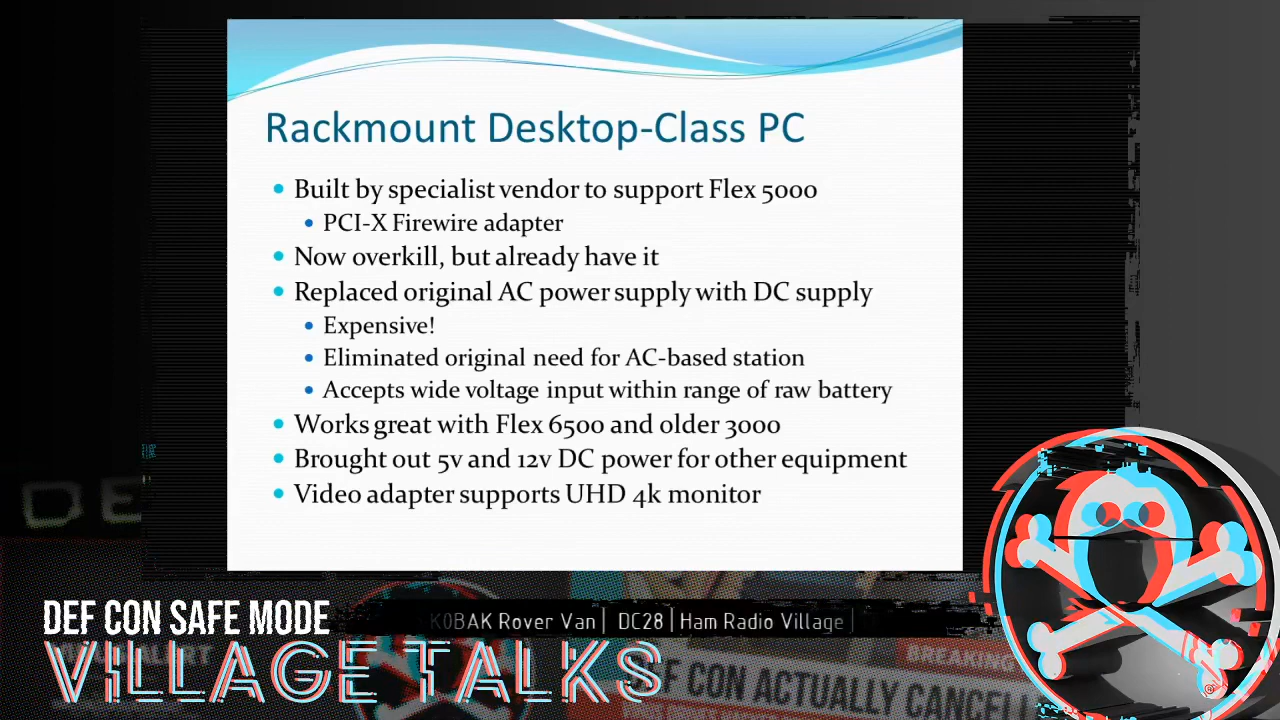 Rackmount Desktop-Class PC
• Built by specialist vendor to support Flex 5000
• PCI-X Firewire adapter
• Now overkill, but already have it
• Replaced original AC power supply with DC supply
• Expensive!
• Eliminated original need for AC-based station
• Accepts wide voltage input within range of raw battery
• Works great with Flex 6500 and older 3000
• Brought out 5v and 12v DC power for other equipment
• Video adapter supports UHD 4k monitor
DE
DEF CON SAFE MODE
K0BAK Rover Van | DC28 | Ham Radio Village |
VILLAGE TALKS
BREAKING
DEF CON ACTUALLY CANCELL